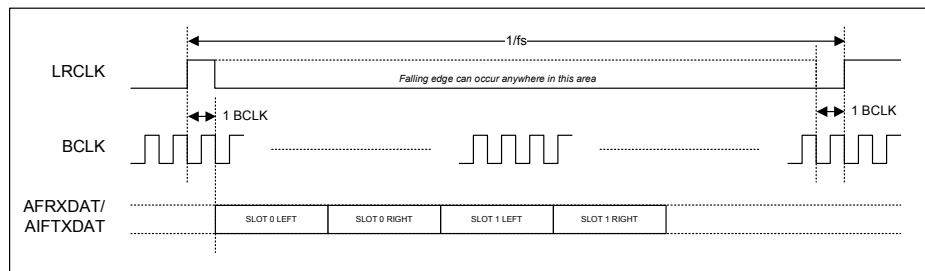 1/fs
LRCLK
Falling edge can occur anywhere in this area
1 BCLK
1 BCLK
BCLK
AFRXDAT/
AIFTXDAT
SLOT 0 LEFT
SLOT 0 RIGHT
SLOT 1 LEFT
SLOT 1 RIGHT